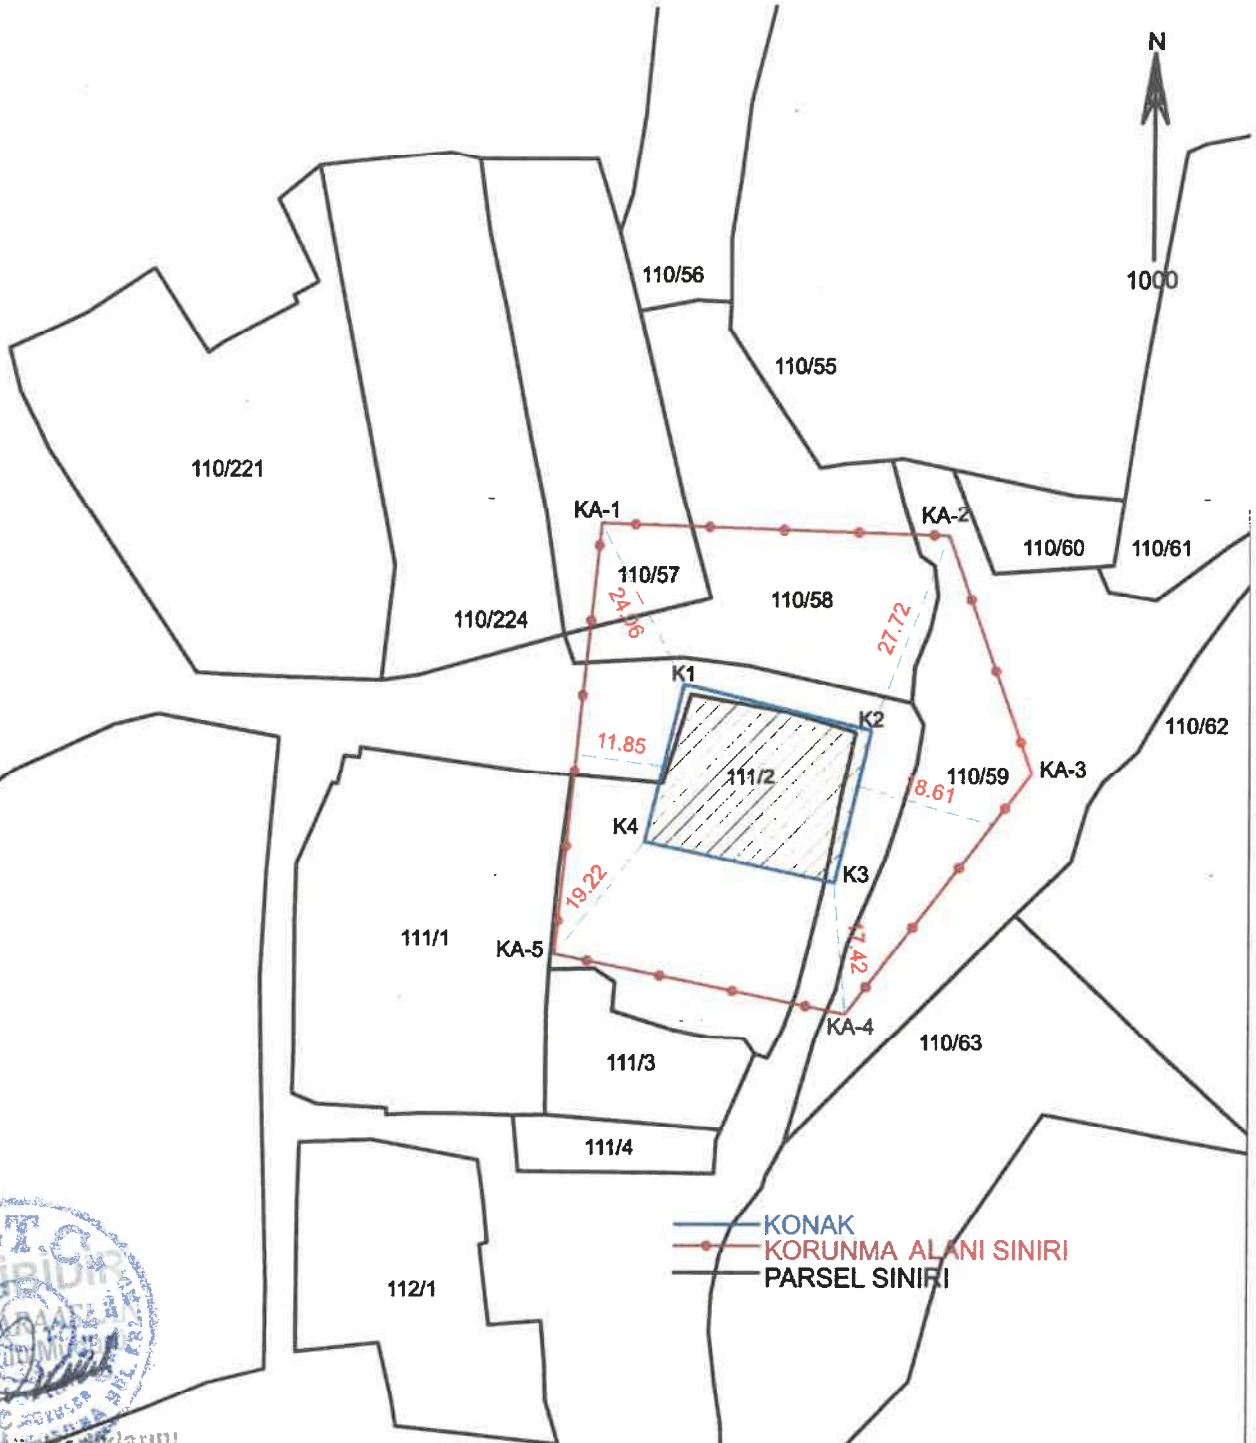 N
1000
110/56
110/55
110/221
KA-1
KA-2
110/60
110/61
110/57
110/58
110/224
24.06
27.72
K1
K2
110/62
11.85
111/2
110/59
KA-3
8.61
K4
K3
19.22
111/1
KA-5
17.42
KA-4
110/63
111/3
111/4
KONAK
KORUNMA ALANI SINIRI
PARSEL SINIRI
112/1
T.C.